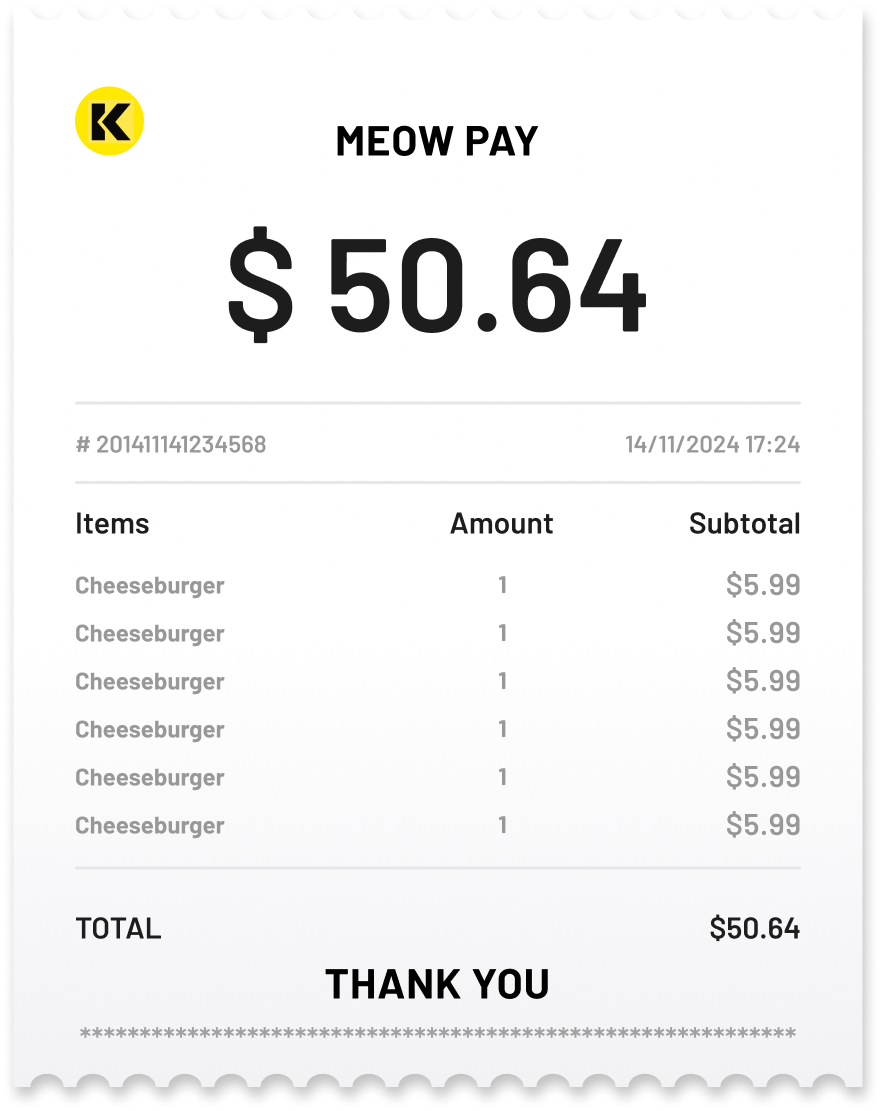 K
MEOW PAY
$ 50.64
# 201411141234568 14/11/2024 17:24
Items Amount Subtotal
Cheeseburger 1 $5.99
Cheeseburger 1 $5.99
Cheeseburger 1 $5.99
Cheeseburger 1 $5.99
Cheeseburger 1 $5.99
Cheeseburger 1 $5.99
TOTAL $50.64
THANK YOU
************************************************************